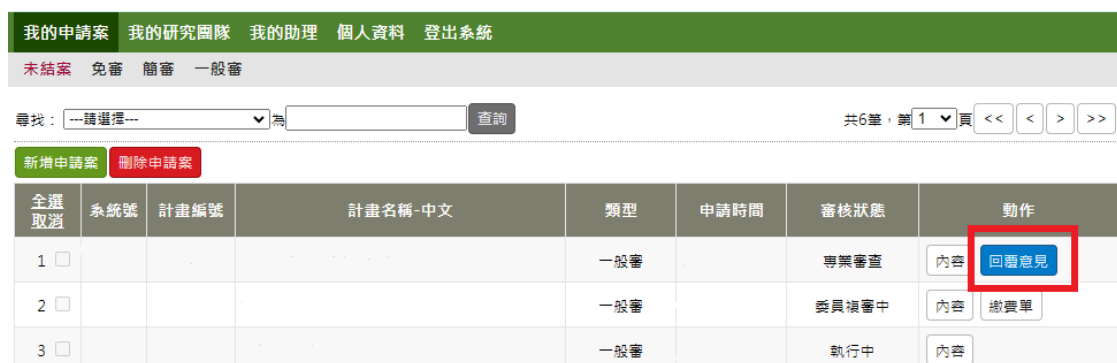 我的申請案 我的研究團隊 我的助理 個人資料 登出系統
未結案 免審 簡審 一般審
尋找： ---請選擇--- 為 查詢 共6筆，第 1 頁 << < > >>
新增申請案 刪除申請案
全選 取消 系統號 計畫編號 計畫名稱-中文 類型 申請時間 審核狀態 動作
1 一般審 專業審查 內容 回覆意見
2 一般審 委員複審中 內容 繳費單
3 一般審 執行中 內容